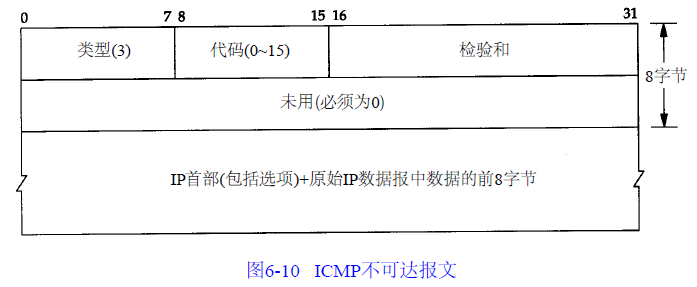 0 7 8 15 16 31
类型(3) 代码(0~15) 检验和
8字节
未用(必须为0)
IP首部(包括选项)+原始IP数据报中数据的前8字节
图6-10 ICMP不可达报文